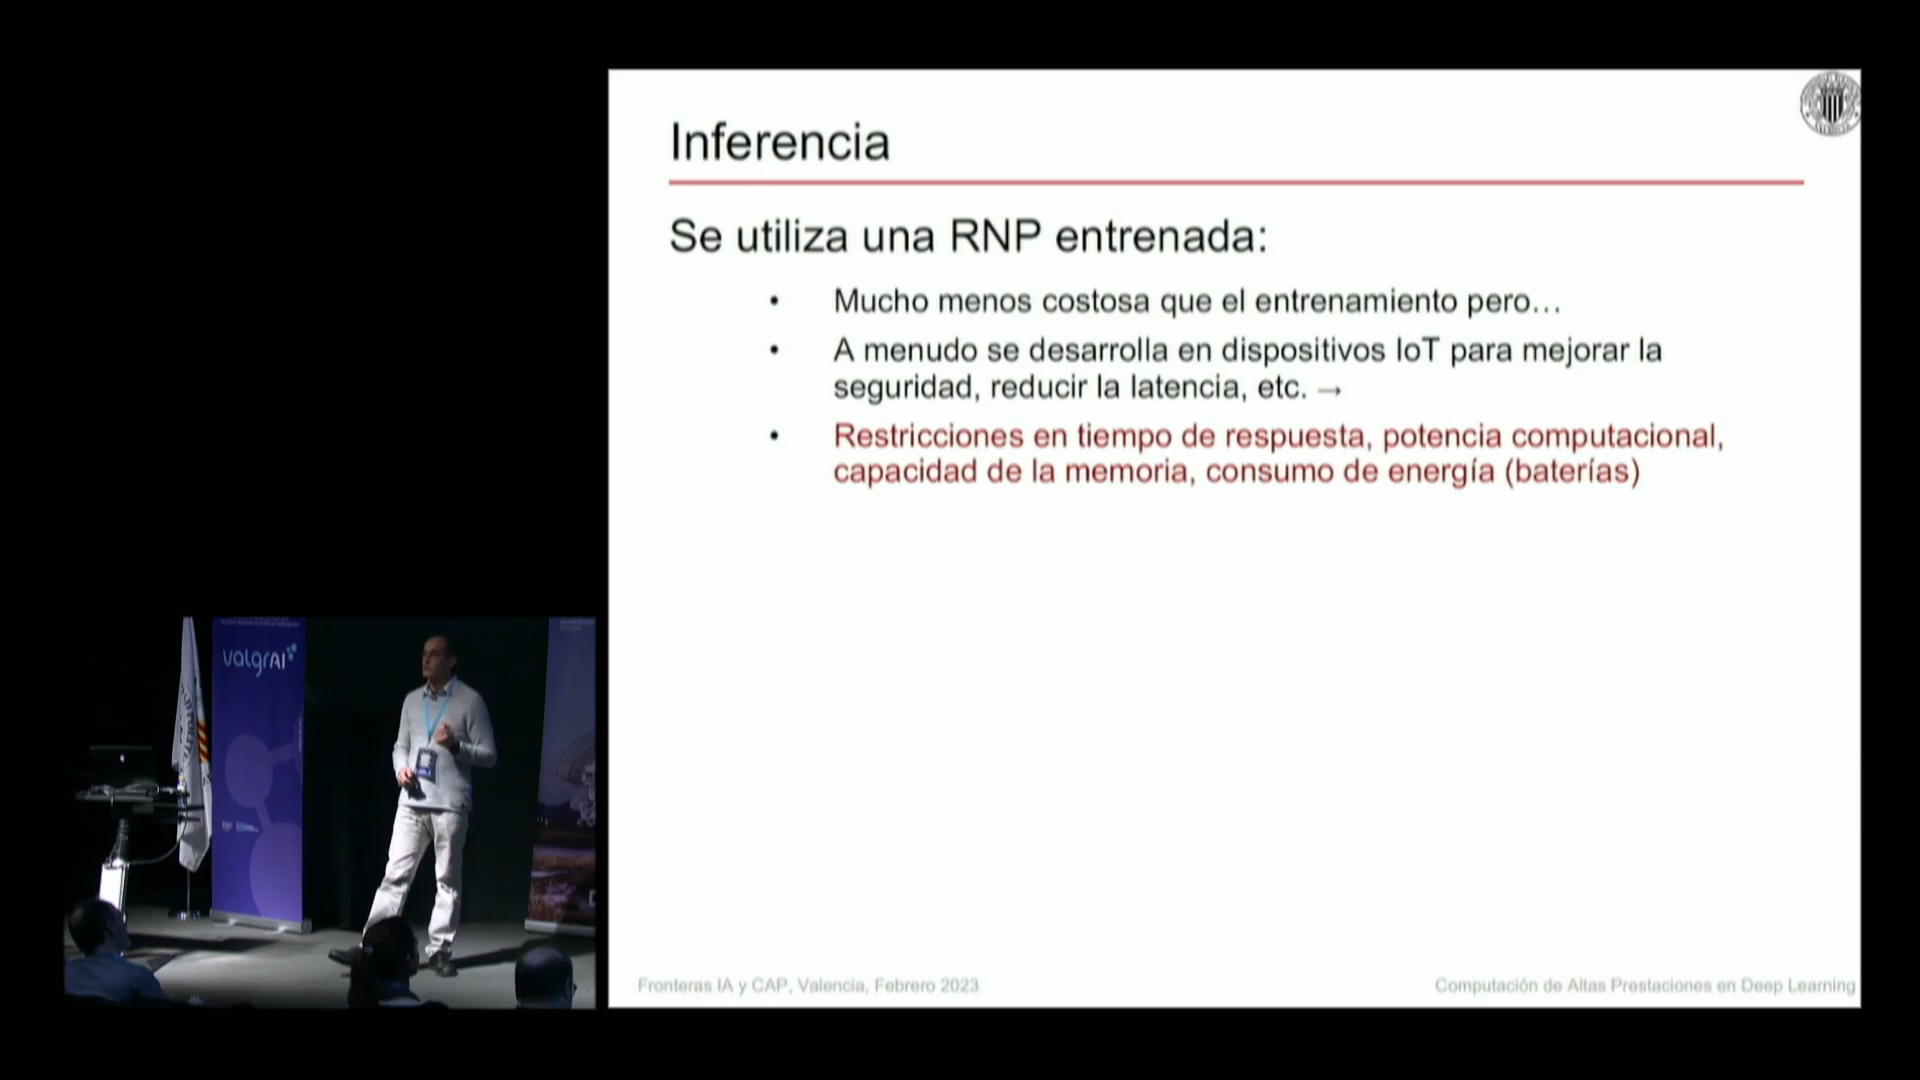 Inferencia
Se utiliza una RNP entrenada:
• Mucho menos costosa que el entrenamiento pero…
• A menudo se desarrolla en dispositivos IoT para mejorar la
seguridad, reducir la latencia, etc. →
• Restricciones en tiempo de respuesta, potencia computacional,
capacidad de la memoria, consumo de energía (baterías)
Fronteras IA y CAP, Valencia, Febrero 2023
Computación de Altas Prestaciones en Deep Learning
valgrAI